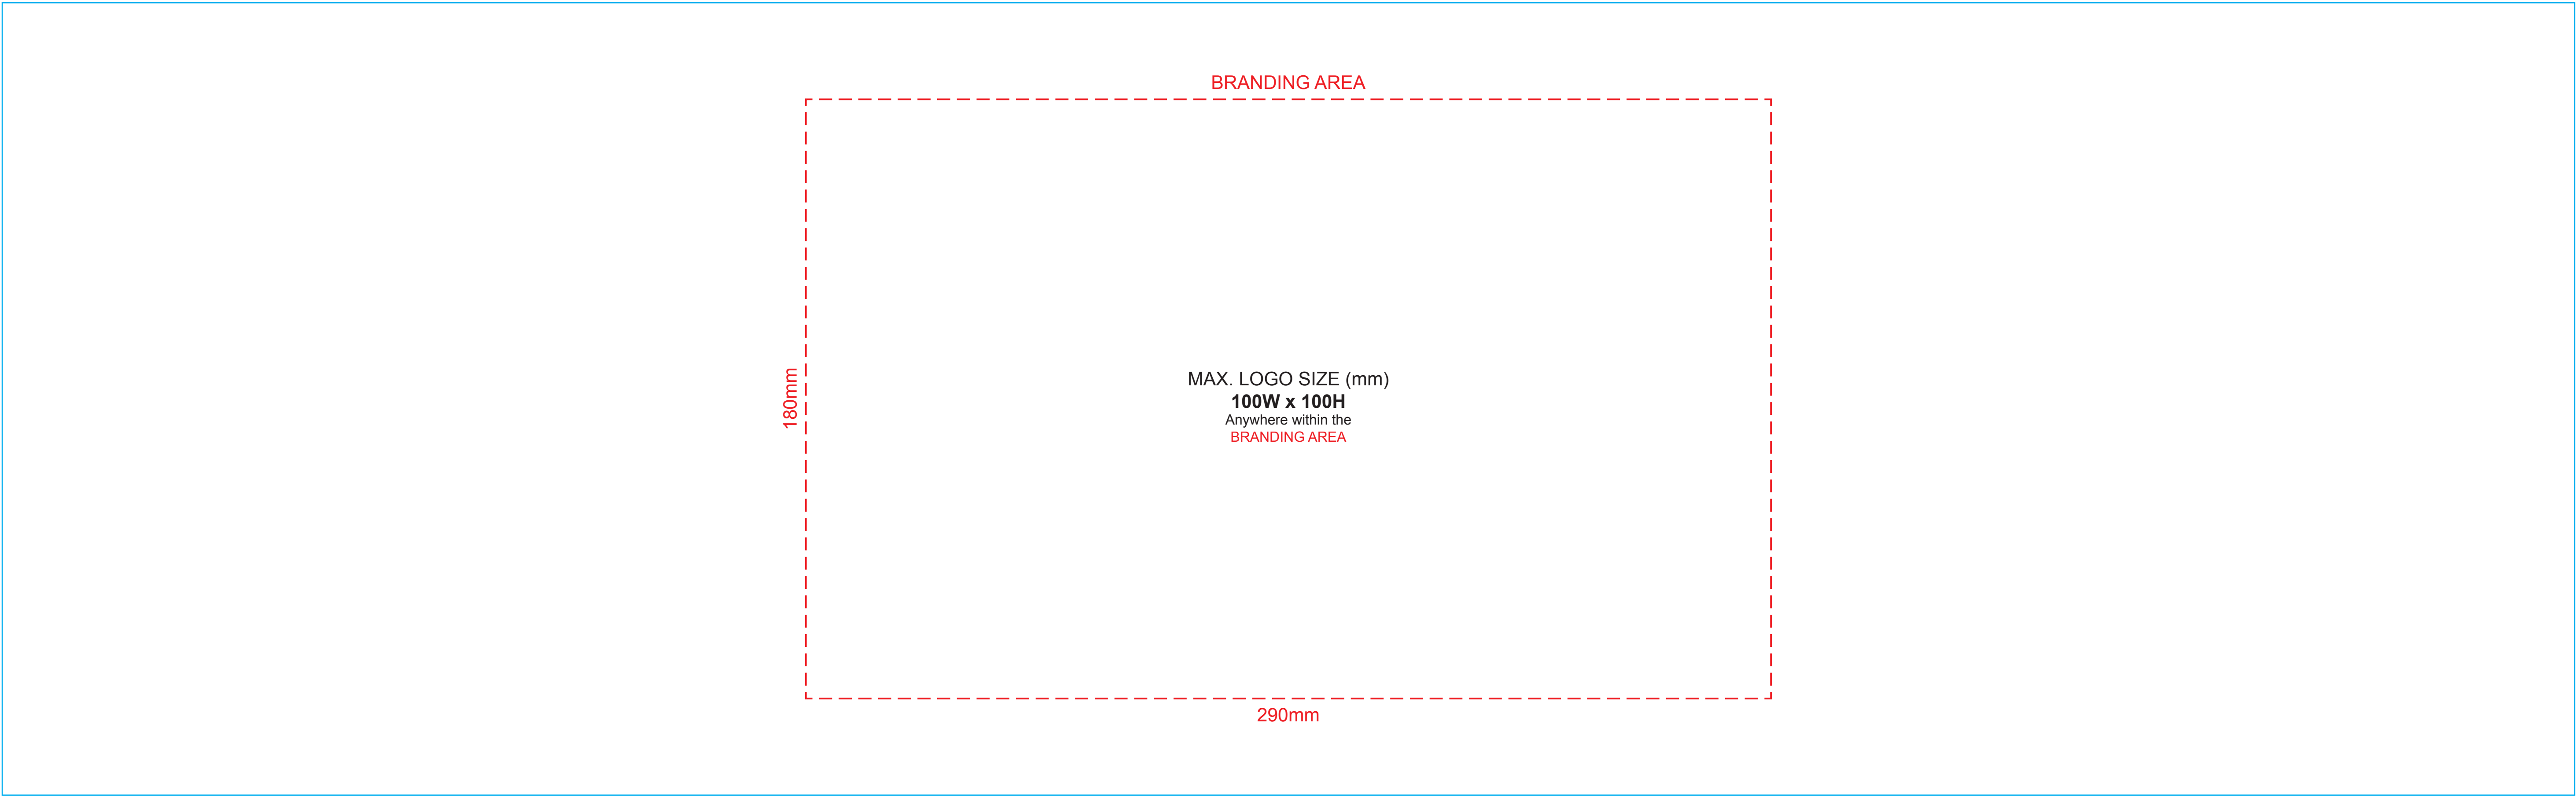 BRANDING AREA
180mm
MAX. LOGO SIZE (mm)
100W x 100H
Anywhere within the
BRANDING AREA
290mm